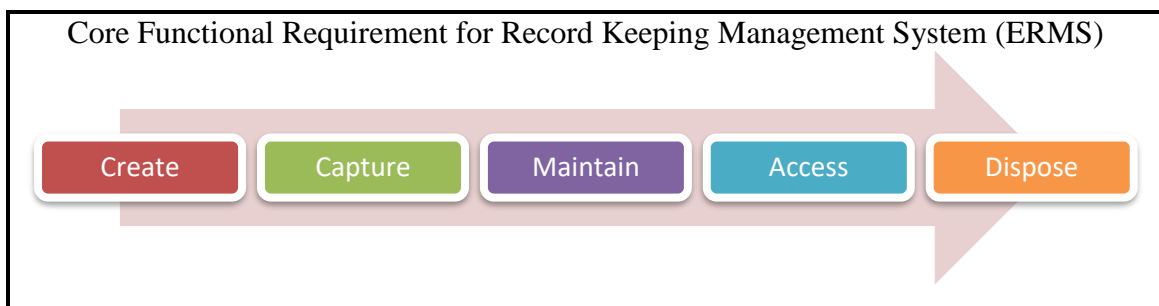 Core Functional Requirement for Record Keeping Management System (ERMS)
Create Capture Maintain Access Dispose